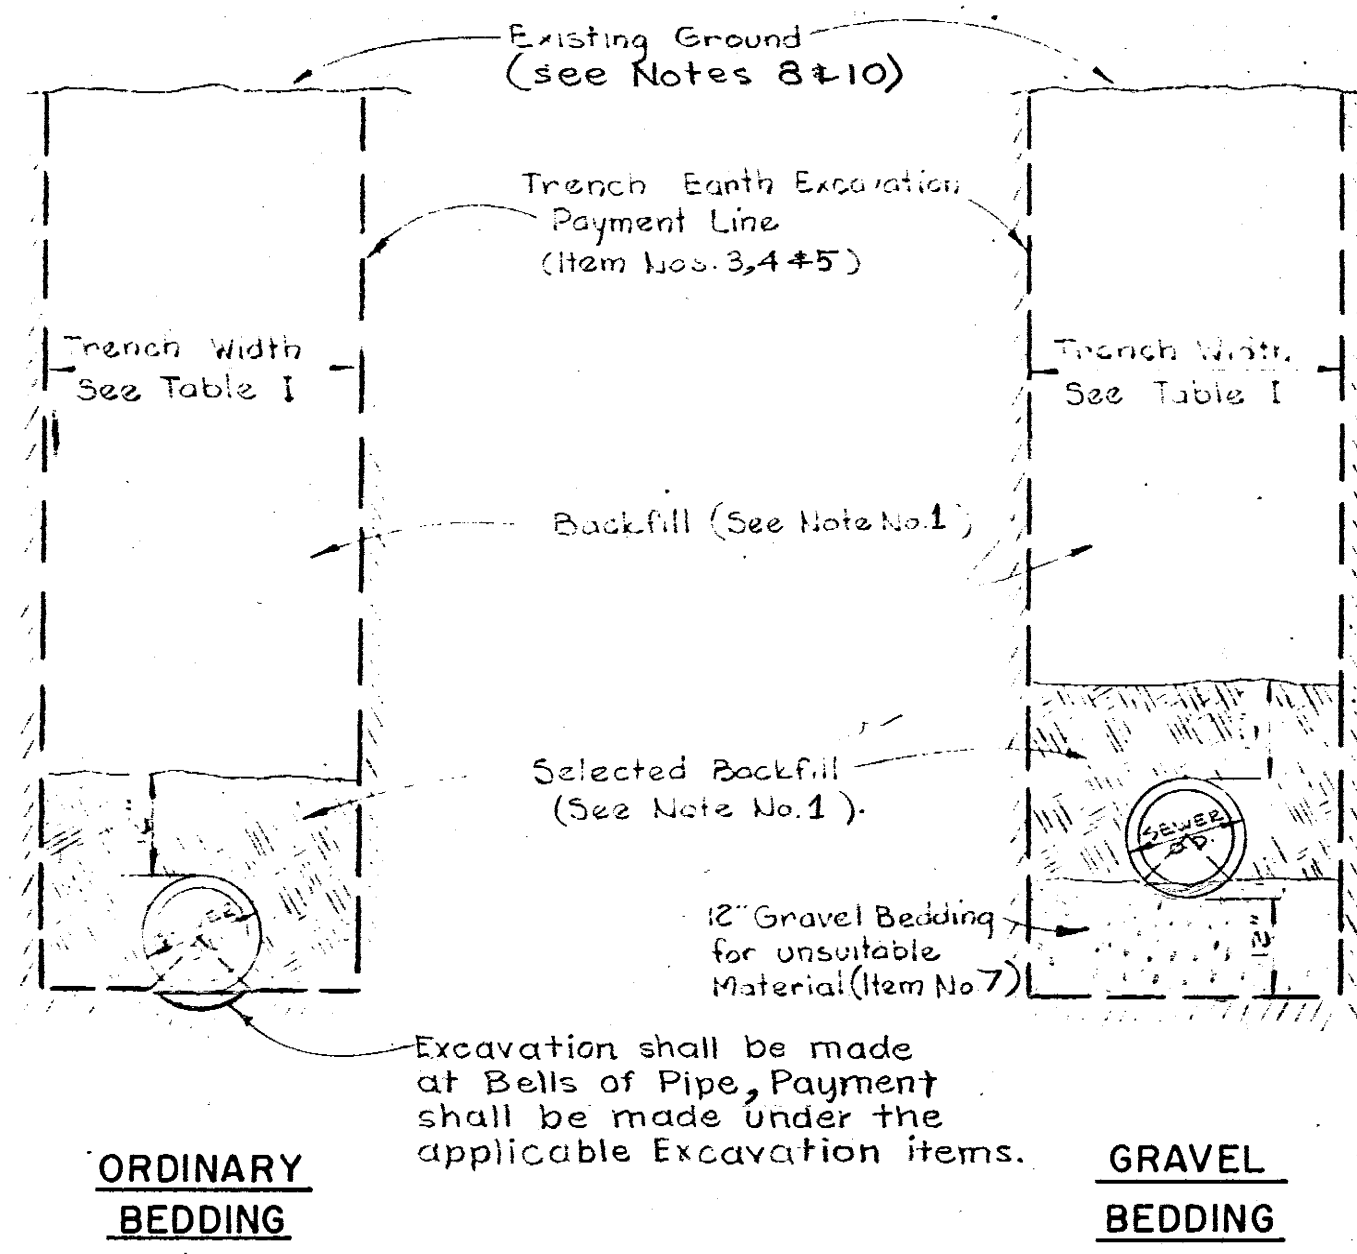 Existing Ground
(see Notes 8 & 10)
Trench Earth Excavation
Payment Line
(Item Nos. 3, 4 & 5)
Trench Width
See Table I
Trench Width
See Table I
Backfill (See Note No. 1)
Selected Backfill
(See Note No. 1).
SEWER
O.D.
12" Gravel Bedding
for unsuitable
Material (Item No 7)
12"
Excavation shall be made
at Bells of Pipe, Payment
shall be made under the
applicable Excavation items.
ORDINARY
BEDDING
GRAVEL
BEDDING